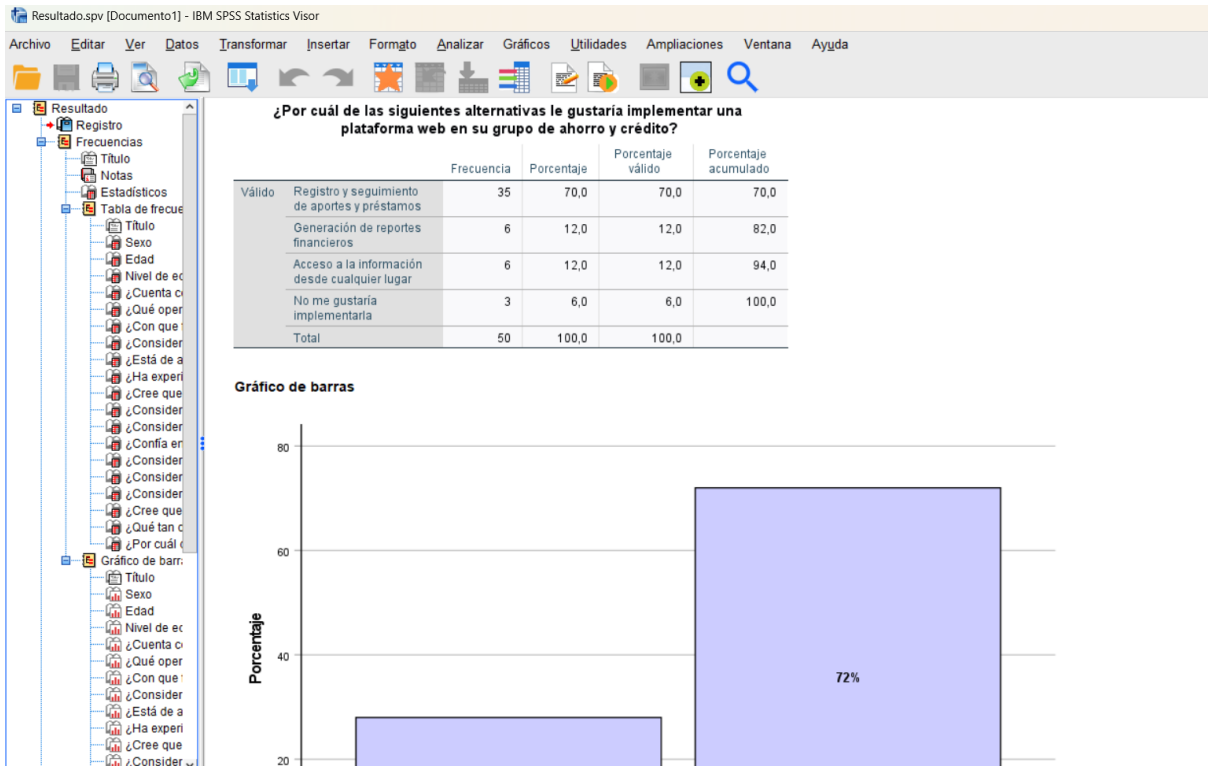 Resultado.spv [Documento1] - IBM SPSS Statistics Visor
Archivo Editar Ver Datos Transformar Insertar Formato Analizar Gráficos Utilidades Ampliaciones Ventana Ayuda
Resultado
Registro
Frecuencias
Título
Notas
Estadísticos
Tabla de frecue
Título
Sexo
Edad
Nivel de ec
¿Cuenta c
¿Qué oper
¿Con que
¿Consider
¿Está de a
¿Ha experi
¿Cree que
¿Consider
¿Consider
¿Confía en
¿Consider
¿Consider
¿Consider
¿Cree que
¿Qué tan c
¿Por cuál
Gráfico de barr
Título
Sexo
Edad
Nivel de ec
¿Cuenta c
¿Qué oper
¿Con que
¿Consider
¿Está de a
¿Ha experi
¿Cree que
¿Consider
¿Por cuál de las siguientes alternativas le gustaría implementar una
plataforma web en su grupo de ahorro y crédito?
Frecuencia Porcentaje Porcentaje válido Porcentaje acumulado
Válido Registro y seguimiento de aportes y préstamos 35 70,0 70,0 70,0
Generación de reportes financieros 6 12,0 12,0 82,0
Acceso a la información desde cualquier lugar 6 12,0 12,0 94,0
No me gustaría implementarla 3 6,0 6,0 100,0
Total 50 100,0 100,0
Gráfico de barras
Porcentaje
80
60
40
20
72%